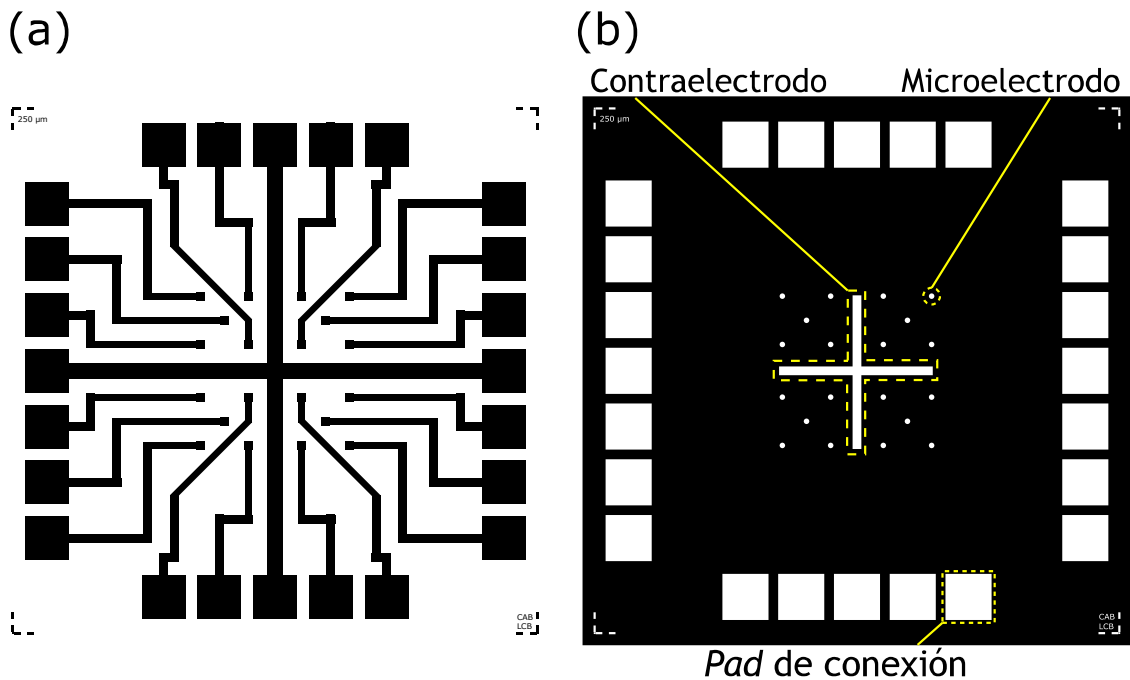 (a)
(b)
Contraelectrodo
Microelectrodo
250 µm
250 µm
CAB
LCB
CAB
LCB
Pad de conexión